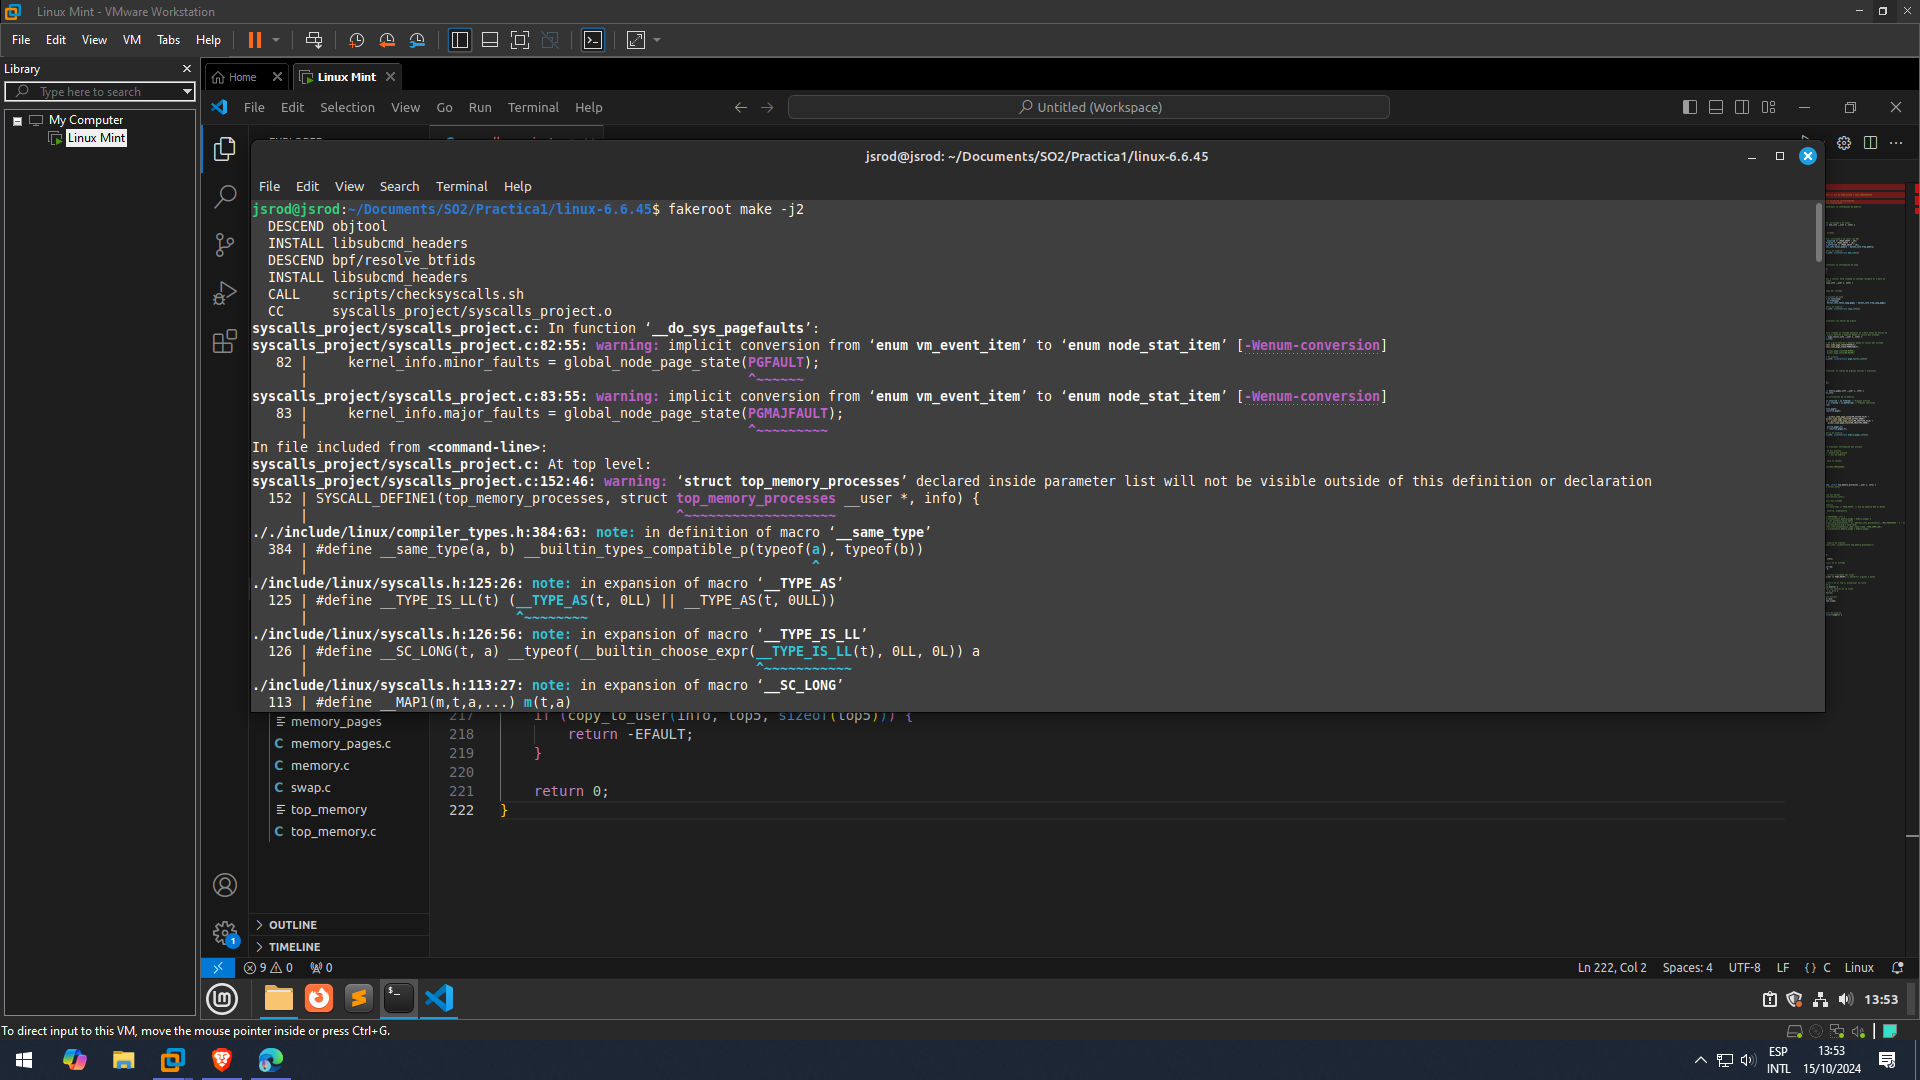 Linux Mint - VMware Workstation
File Edit View VM Tabs Help
Library
Type here to search
My Computer
Linux Mint
Home
Linux Mint
File Edit Selection View Go Run Terminal Help
Untitled (Workspace)
jsrod@jsrod: ~/Documents/SO2/Practica1/linux-6.6.45
File Edit View Search Terminal Help
jsrod@jsrod:~/Documents/SO2/Practica1/linux-6.6.45$ fakeroot make -j2
DESCEND objtool
INSTALL libsubcmd_headers
DESCEND bpf/resolve_btfids
INSTALL libsubcmd_headers
CALL    scripts/checksyscalls.sh
CC      syscalls_project/syscalls_project.o
syscalls_project/syscalls_project.c: In function ‘__do_sys_pagefaults’:
syscalls_project/syscalls_project.c:82:55: warning: implicit conversion from ‘enum vm_event_item’ to ‘enum node_stat_item’ [-Wenum-conversion]
82 |     kernel_info.minor_faults = global_node_page_state(PGFAULT);
|                                                       ^~~~~~~
syscalls_project/syscalls_project.c:83:55: warning: implicit conversion from ‘enum vm_event_item’ to ‘enum node_stat_item’ [-Wenum-conversion]
83 |     kernel_info.major_faults = global_node_page_state(PGMAJFAULT);
|                                                       ^~~~~~~~~~
In file included from <command-line>:
syscalls_project/syscalls_project.c: At top level:
syscalls_project/syscalls_project.c:152:46: warning: ‘struct top_memory_processes’ declared inside parameter list will not be visible outside of this definition or declaration
152 | SYSCALL_DEFINE1(top_memory_processes, struct top_memory_processes __user *, info) {
|                                              ^~~~~~~~~~~~~~~~~~~~
././include/linux/compiler_types.h:384:63: note: in definition of macro ‘__same_type’
384 | #define __same_type(a, b) __builtin_types_compatible_p(typeof(a), typeof(b))
|                                                               ^
./include/linux/syscalls.h:125:26: note: in expansion of macro ‘__TYPE_AS’
125 | #define __TYPE_IS_LL(t) (__TYPE_AS(t, 0LL) || __TYPE_AS(t, 0ULL))
|                          ^~~~~~~~~
./include/linux/syscalls.h:126:56: note: in expansion of macro ‘__TYPE_IS_LL’
126 | #define __SC_LONG(t, a) __typeof(__builtin_choose_expr(__TYPE_IS_LL(t), 0LL, 0L)) a
|                                                        ^~~~~~~~~~~~
./include/linux/syscalls.h:113:27: note: in expansion of macro ‘__SC_LONG’
113 | #define __MAP1(m,t,a,...) m(t,a)
memory_pages
memory_pages.c
memory.c
swap.c
top_memory
top_memory.c
217 if (copy_to_user(info, top5, sizeof(top5))) {
218 return -EFAULT;
219 }
220
221 return 0;
222 }
OUTLINE
TIMELINE
1
9 0 0
Ln 222, Col 2 Spaces: 4 UTF-8 LF {} C Linux
13:53
To direct input to this VM, move the mouse pointer inside or press Ctrl+G.
ESP
INTL
13:53
15/10/2024